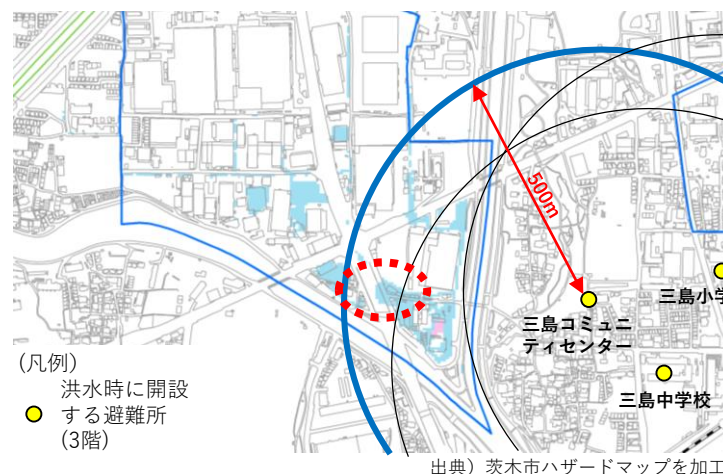 500m
三島小学
三島コミュニ
ティセンター
三島中学校
(凡例)
洪水時に開設
する避難所
(3階)
出典）茨木市ハザードマップを加工